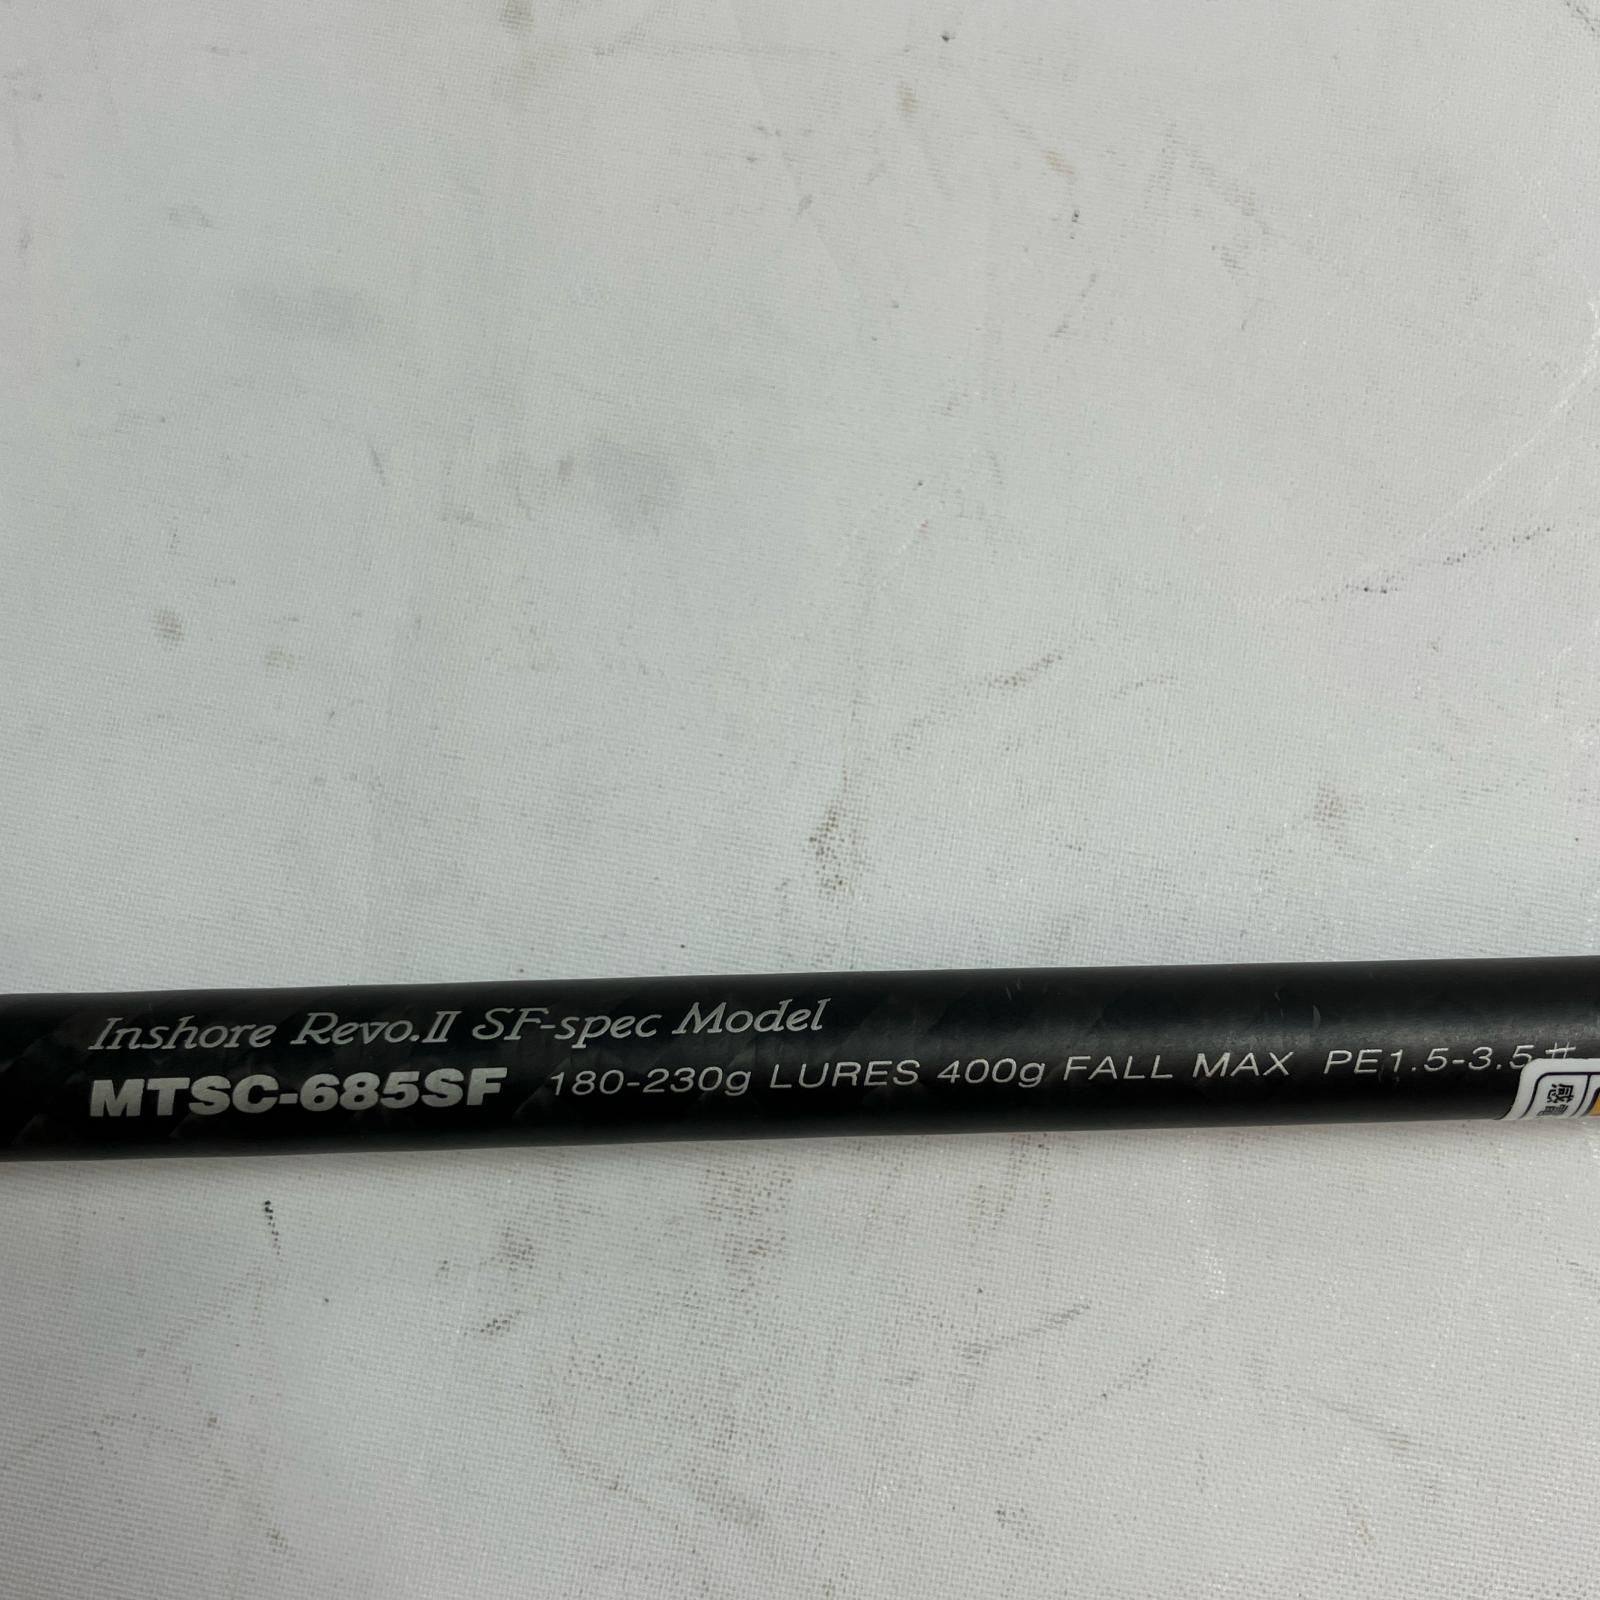 Inshore Revo.II SF-spec Model
MTSC-685SF 180-230g LURES 400g FALL MAX PE1.5-3.5#